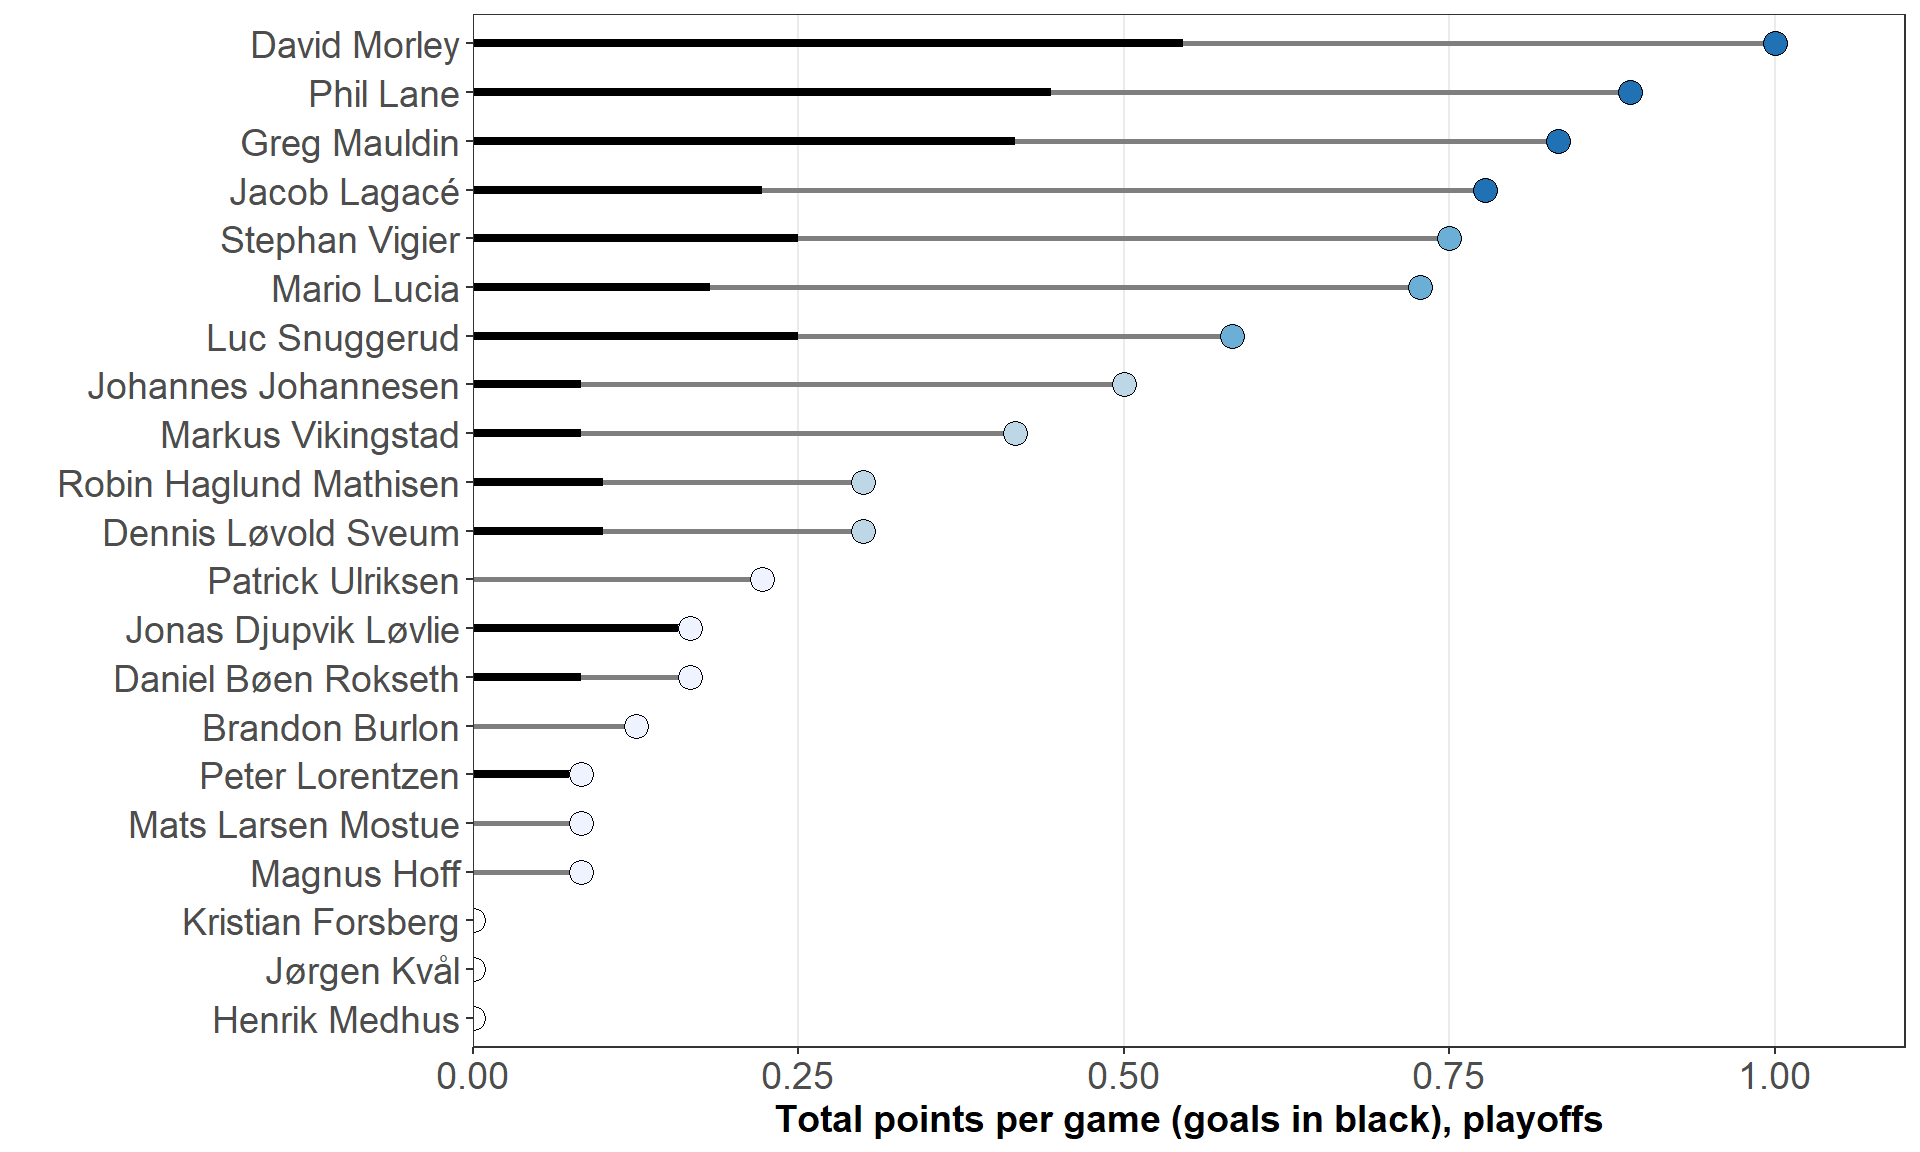 David Morley
Phil Lane
Greg Mauldin
Jacob Lagacé
Stephan Vigier
Mario Lucia
Luc Snuggerud
Johannes Johannesen
Markus Vikingstad
Robin Haglund Mathisen
Dennis Løvold Sveum
Patrick Ulriksen
Jonas Djupvik Løvlie
Daniel Bøen Rokseth
Brandon Burlon
Peter Lorentzen
Mats Larsen Mostue
Magnus Hoff
Kristian Forsberg
Jørgen Kvål
Henrik Medhus
0.00 0.25 0.50 0.75 1.00
Total points per game (goals in black), playoffs